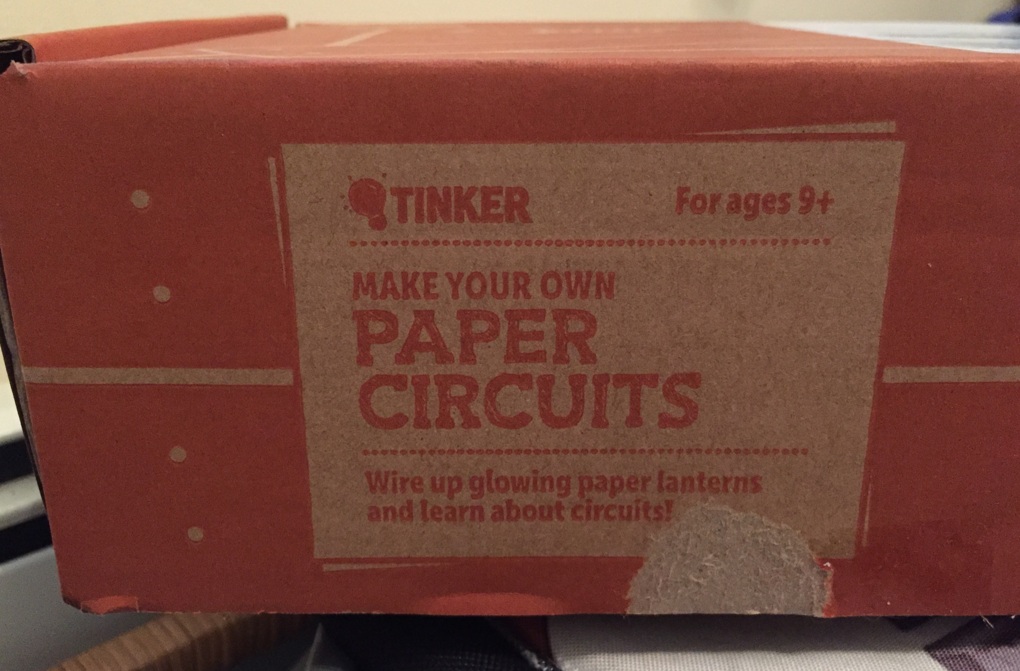 TINKER
For ages 9+
MAKE YOUR OWN
PAPER
CIRCUITS
Wire up glowing paper lanterns
and learn about circuits!